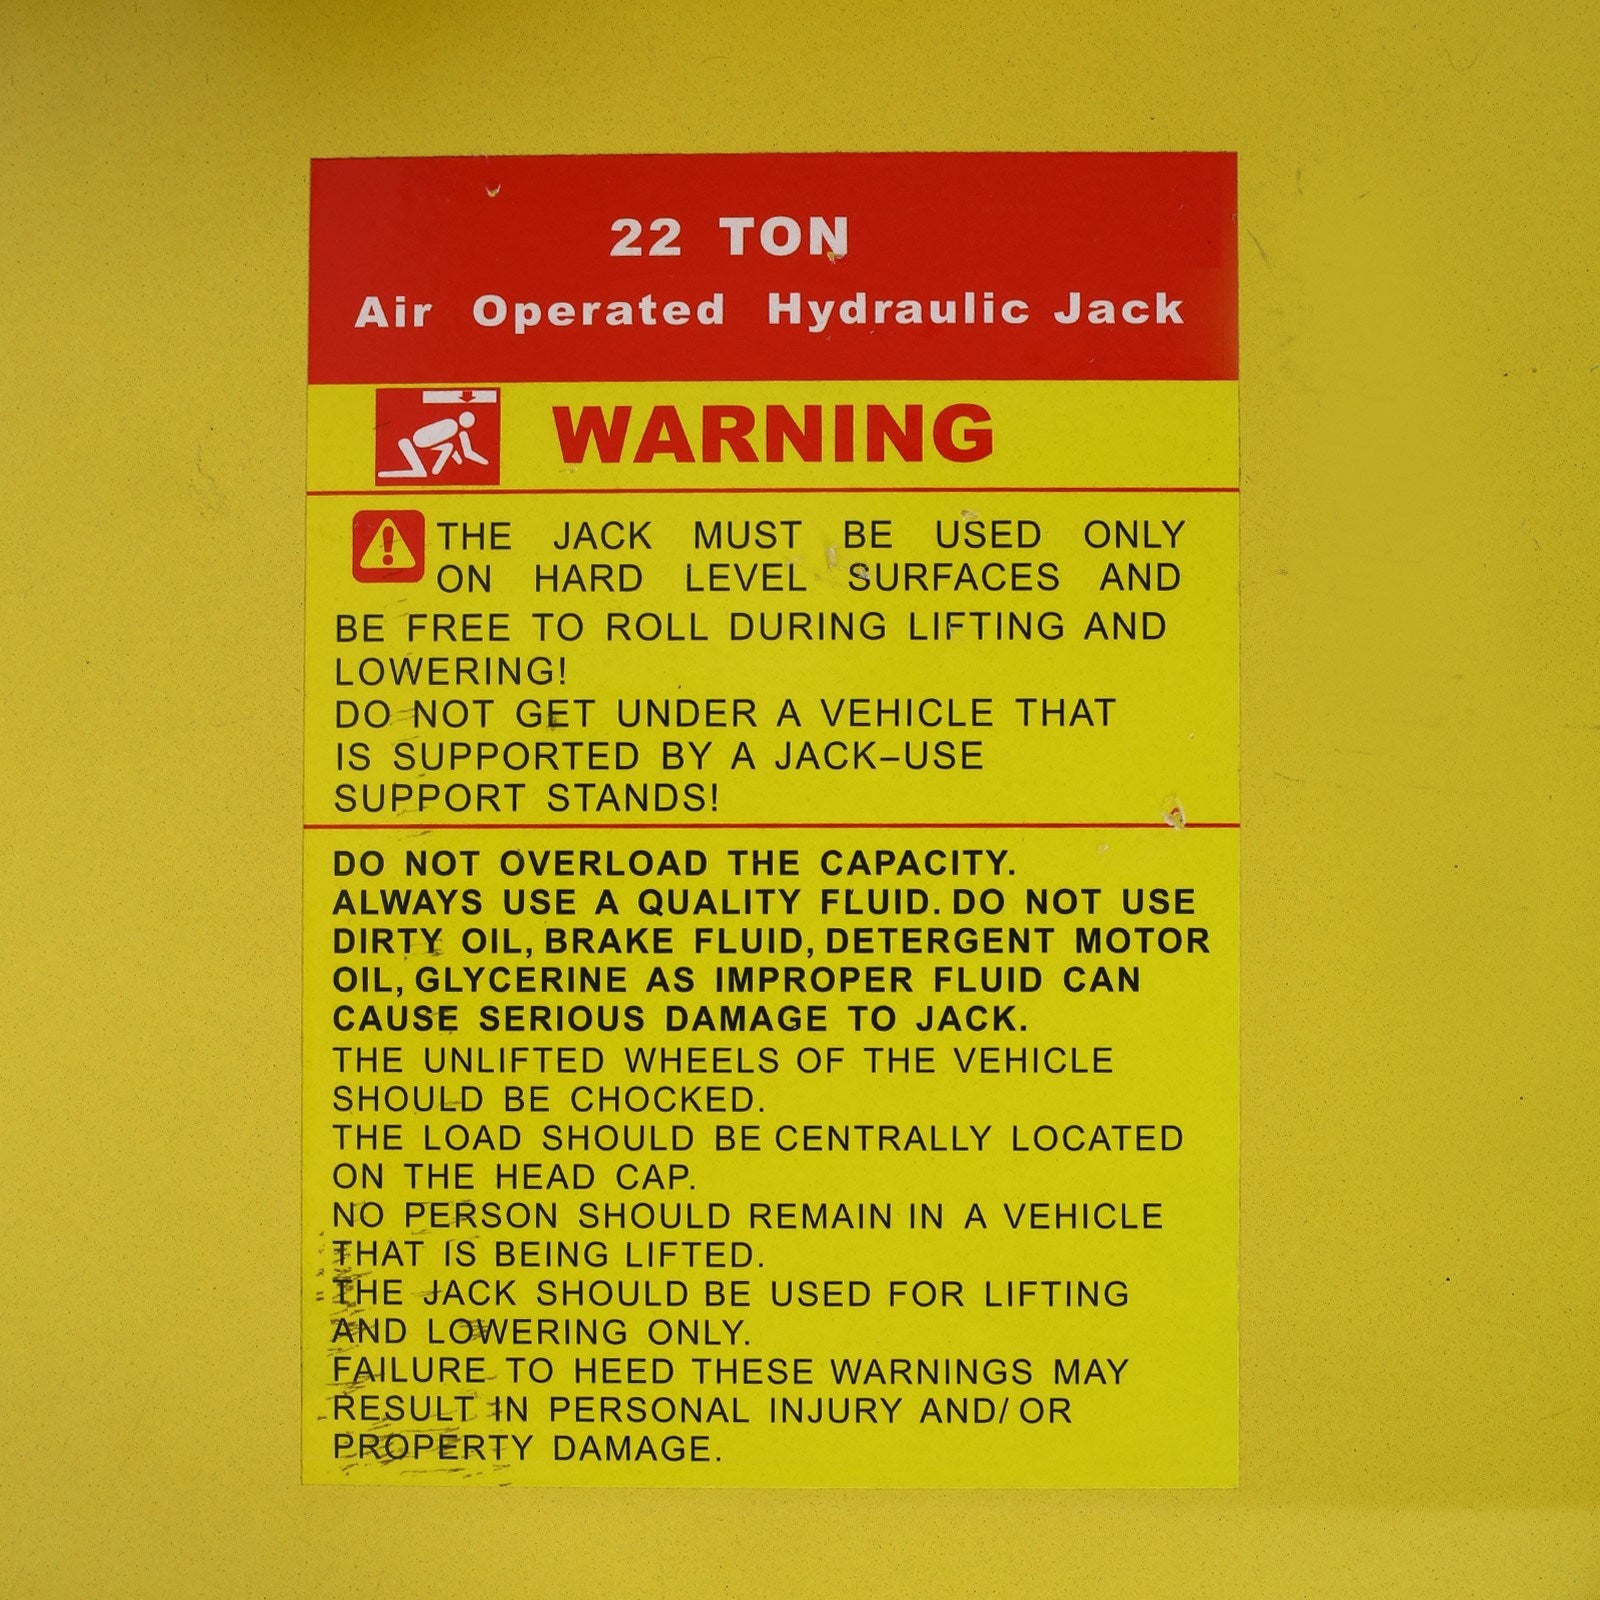 22 TON
Air Operated Hydraulic Jack
WARNING
THE JACK MUST BE USED ONLY
ON HARD LEVEL SURFACES AND
BE FREE TO ROLL DURING LIFTING AND
LOWERING!
DO NOT GET UNDER A VEHICLE THAT
IS SUPPORTED BY A JACK–USE
SUPPORT STANDS!
DO NOT OVERLOAD THE CAPACITY.
ALWAYS USE A QUALITY FLUID. DO NOT USE
DIRTY OIL, BRAKE FLUID, DETERGENT MOTOR
OIL, GLYCERINE AS IMPROPER FLUID CAN
CAUSE SERIOUS DAMAGE TO JACK.
THE UNLIFTED WHEELS OF THE VEHICLE
SHOULD BE CHOCKED.
THE LOAD SHOULD BE CENTRALLY LOCATED
ON THE HEAD CAP.
NO PERSON SHOULD REMAIN IN A VEHICLE
THAT IS BEING LIFTED.
THE JACK SHOULD BE USED FOR LIFTING
AND LOWERING ONLY.
FAILURE TO HEED THESE WARNINGS MAY
RESULT IN PERSONAL INJURY AND/ OR
PROPERTY DAMAGE.